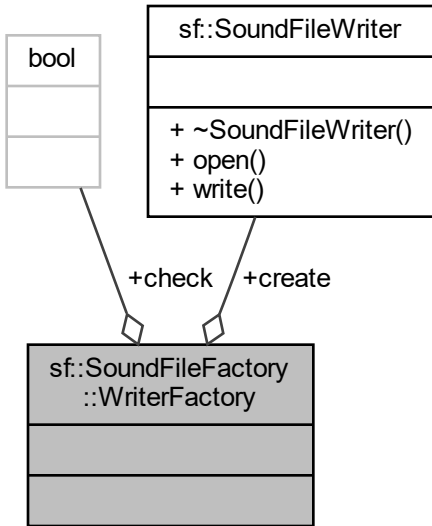 sf::SoundFileWriter
bool
+ ~SoundFileWriter()
+ open()
+ write()
+check
+create
sf::SoundFileFactory
::WriterFactory